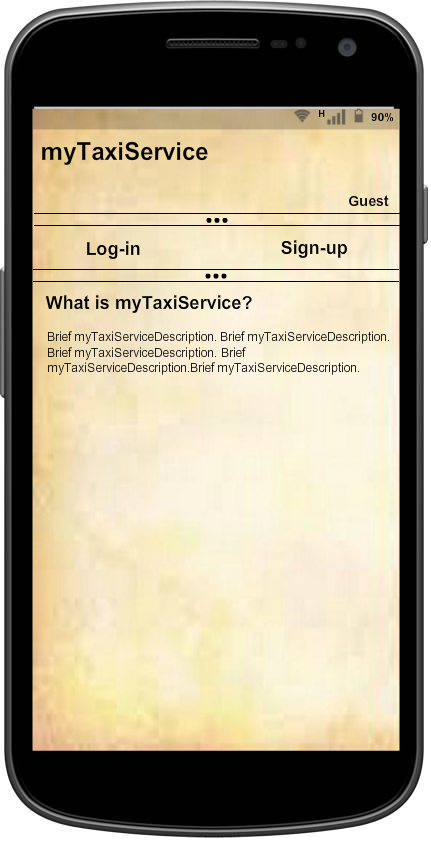 H 90%
myTaxiService
Guest
•••
Log-in Sign-up
•••
What is myTaxiService?
Brief myTaxiServiceDescription. Brief myTaxiServiceDescription.
Brief myTaxiServiceDescription. Brief
myTaxiServiceDescription.Brief myTaxiServiceDescription.